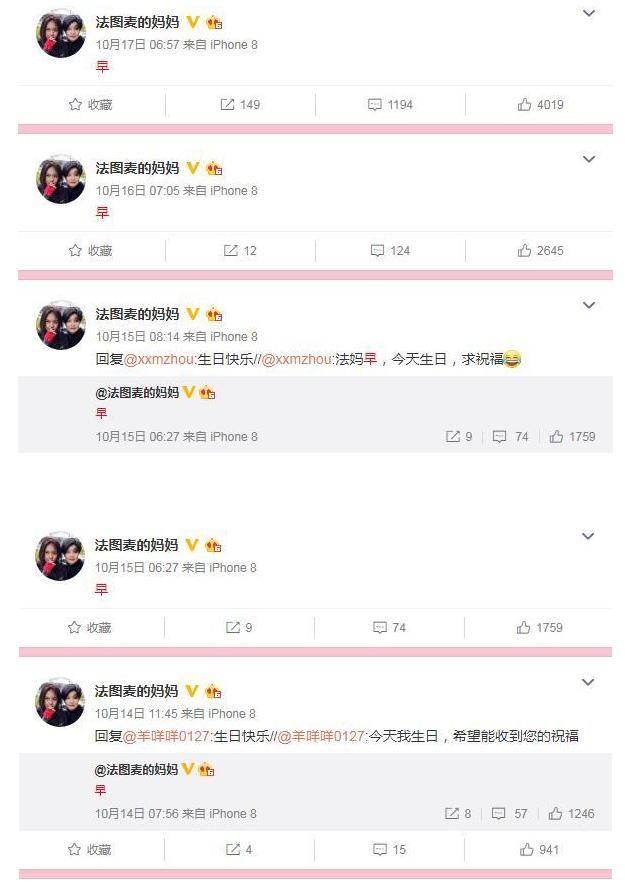 法图麦的妈妈
10月17日 06:57 来自 iPhone 8
早
收藏 149 1194 4019
法图麦的妈妈
10月16日 07:05 来自 iPhone 8
早
收藏 12 124 2645
法图麦的妈妈
10月15日 08:14 来自 iPhone 8
回复@xxmzhou:生日快乐//@xxmzhou:法妈早，今天生日，求祝福
@法图麦的妈妈
早
10月15日 06:27 来自 iPhone 8 9 74 1759
法图麦的妈妈
10月15日 06:27 来自 iPhone 8
早
收藏 9 74 1759
法图麦的妈妈
10月14日 11:45 来自 iPhone 8
回复@羊咩咩0127:生日快乐//@羊咩咩0127:今天我生日，希望能收到您的祝福
@法图麦的妈妈
早
10月14日 07:56 来自 iPhone 8 8 57 1246
收藏 4 15 941